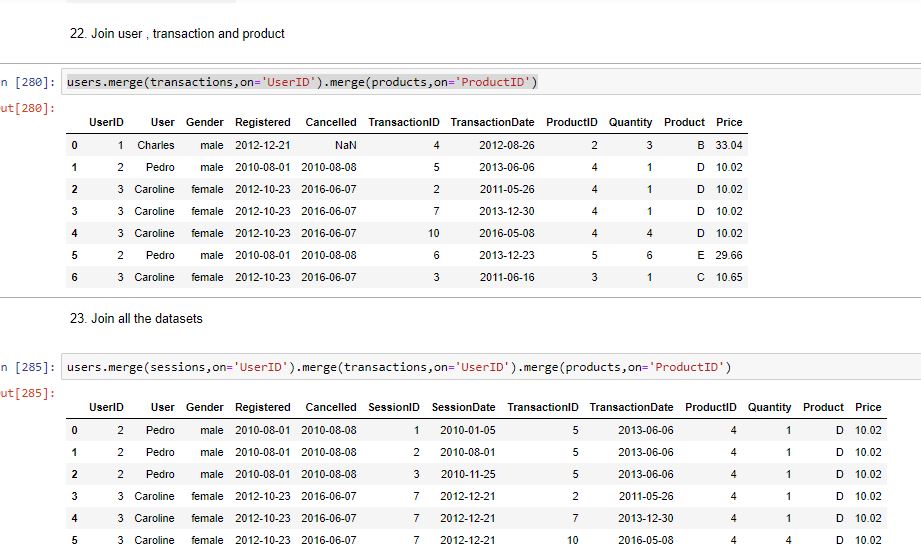 22. Join user , transaction and product
n [280]: users.merge(transactions,on='UserID').merge(products,on='ProductID')
ut[280]:
UserID User Gender Registered Cancelled TransactionID TransactionDate ProductID Quantity Product Price
0 1 Charles male 2012-12-21 NaN 4 2012-08-26 2 3 B 33.04
1 2 Pedro male 2010-08-01 2010-08-08 5 2013-06-06 4 1 D 10.02
2 3 Caroline female 2012-10-23 2016-06-07 2 2011-05-26 4 1 D 10.02
3 3 Caroline female 2012-10-23 2016-06-07 7 2013-12-30 4 1 D 10.02
4 3 Caroline female 2012-10-23 2016-06-07 10 2016-05-08 4 4 D 10.02
5 2 Pedro male 2010-08-01 2010-08-08 6 2013-12-23 5 6 E 29.66
6 3 Caroline female 2012-10-23 2016-06-07 3 2011-06-16 3 1 C 10.65
23. Join all the datasets
n [285]: users.merge(sessions,on='UserID').merge(transactions,on='UserID').merge(products,on='ProductID')
ut[285]:
UserID User Gender Registered Cancelled SessionID SessionDate TransactionID TransactionDate ProductID Quantity Product Price
0 2 Pedro male 2010-08-01 2010-08-08 1 2010-01-05 5 2013-06-06 4 1 D 10.02
1 2 Pedro male 2010-08-01 2010-08-08 2 2010-08-01 5 2013-06-06 4 1 D 10.02
2 2 Pedro male 2010-08-01 2010-08-08 3 2010-11-25 5 2013-06-06 4 1 D 10.02
3 3 Caroline female 2012-10-23 2016-06-07 7 2012-12-21 2 2011-05-26 4 1 D 10.02
4 3 Caroline female 2012-10-23 2016-06-07 7 2012-12-21 7 2013-12-30 4 1 D 10.02
5 3 Caroline female 2012-10-23 2016-06-07 7 2012-12-21 10 2016-05-08 4 4 D 10.02